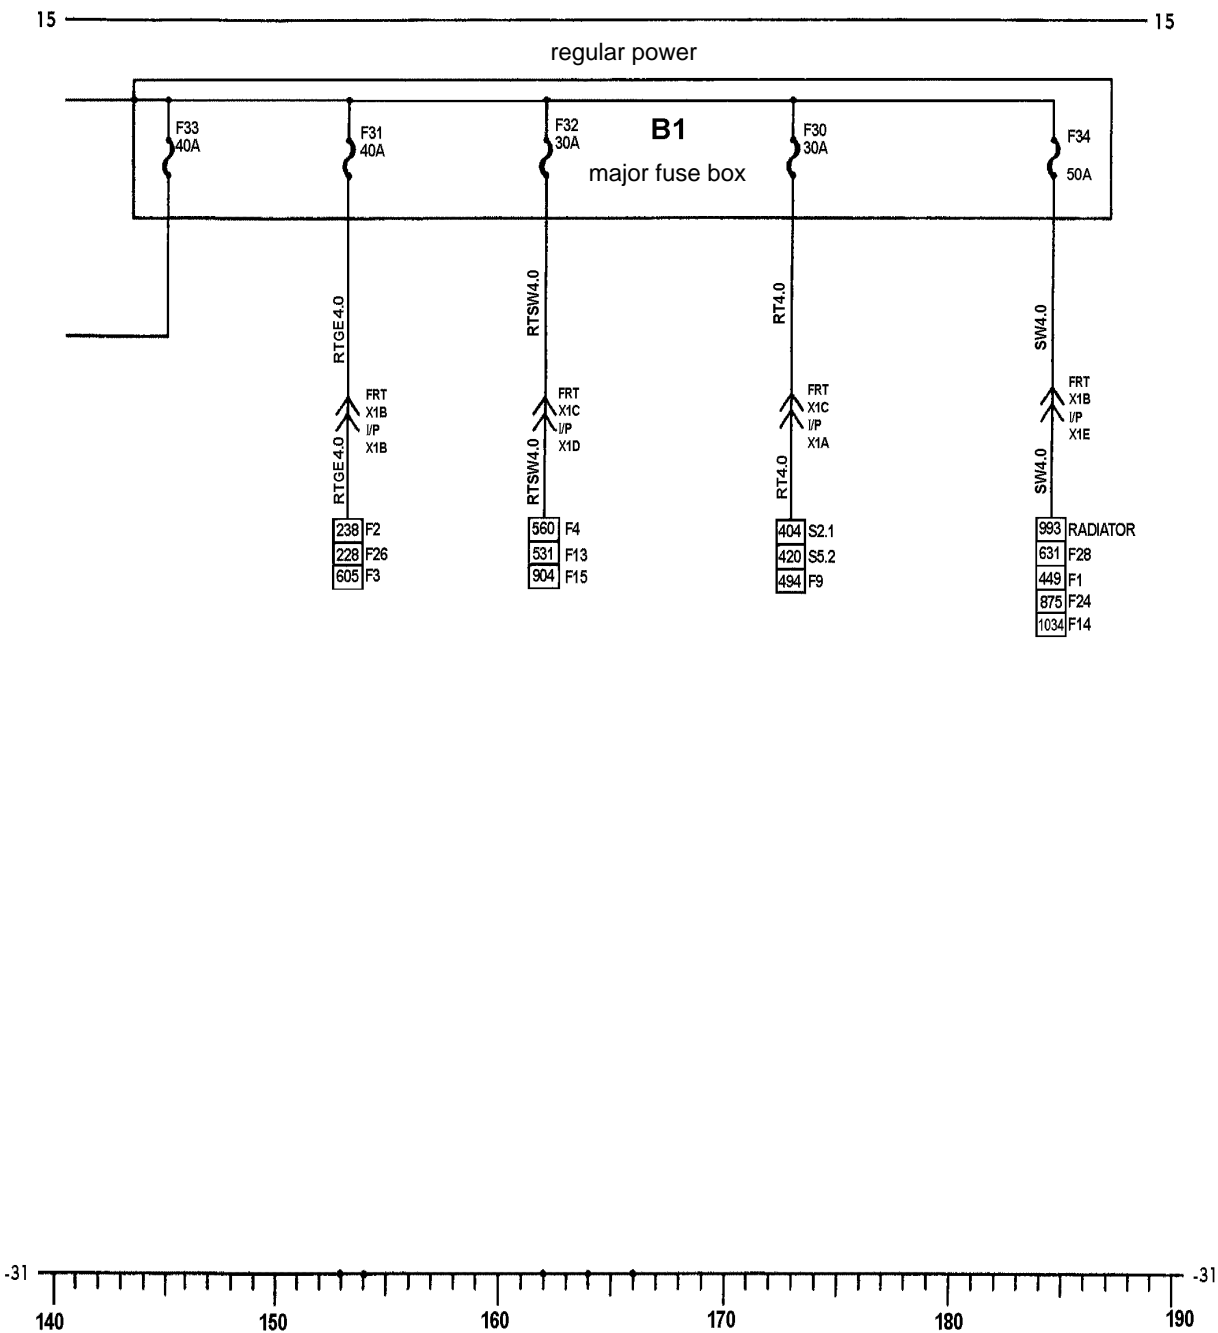 15
15
regular power
F33
40A
F31
40A
F32
30A
B1
major fuse box
F30
30A
F34
50A
RTGE4.0
RTSW4.0
RT4.0
SW4.0
FRT
X1B
I/P
X1B
FRT
X1C
I/P
X1D
FRT
X1C
I/P
X1A
FRT
X1B
I/P
X1E
RTGE4.0
RTSW4.0
RT4.0
SW4.0
238 F2
228 F26
605 F3
560 F4
531 F13
904 F15
404 S2.1
420 S5.2
494 F9
993 RADIATOR
631 F28
449 F1
875 F24
1034 F14
-31
-31
140 150 160 170 180 190